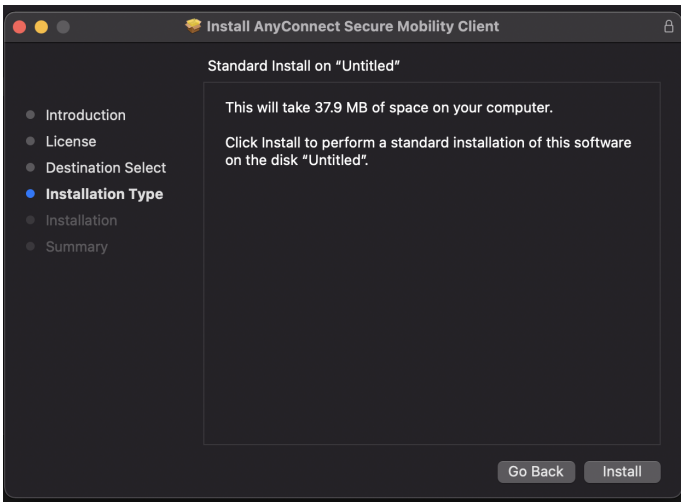 Install AnyConnect Secure Mobility Client
Standard Install on “Untitled”
Introduction
License
Destination Select
Installation Type
Installation
Summary
This will take 37.9 MB of space on your computer.
Click Install to perform a standard installation of this software
on the disk “Untitled”.
Go Back
Install